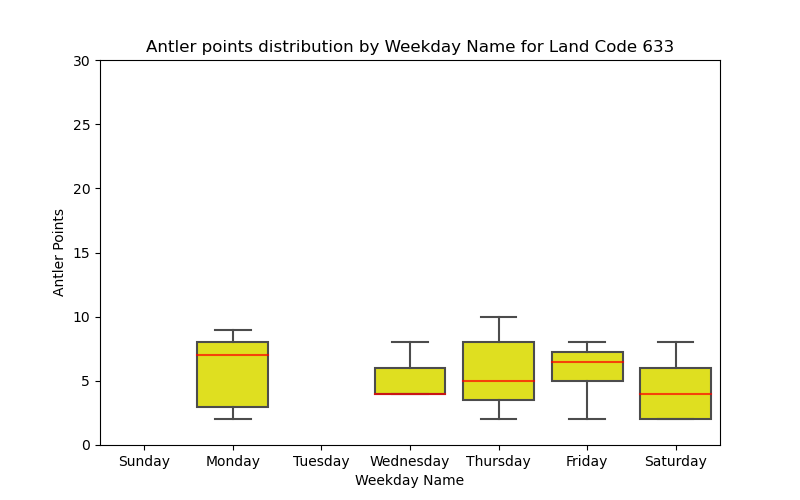 Antler points distribution by Weekday Name for Land Code 633
30
25
20
15
10
5
0
Antler Points
Sunday Monday Tuesday Wednesday Thursday Friday Saturday
Weekday Name